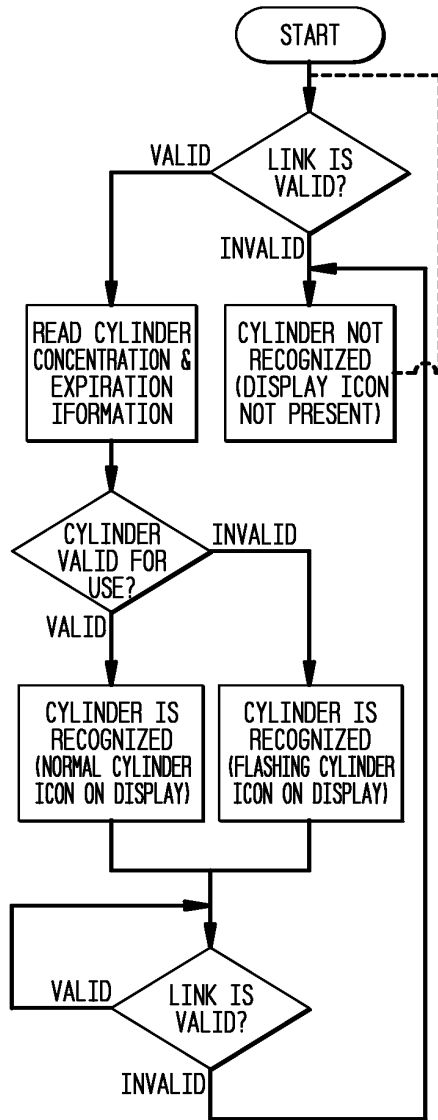 START
LINK IS
VALID?
VALID
INVALID
READ CYLINDER
CONCENTRATION &
EXPIRATION
IFORMATION
CYLINDER NOT
RECOGNIZED
(DISPLAY ICON
NOT PRESENT)
CYLINDER
VALID FOR
USE?
INVALID
VALID
CYLINDER IS
RECOGNIZED
(NORMAL CYLINDER
ICON ON DISPLAY)
CYLINDER IS
RECOGNIZED
(FLASHING CYLINDER
ICON ON DISPLAY)
VALID
LINK IS
VALID?
INVALID